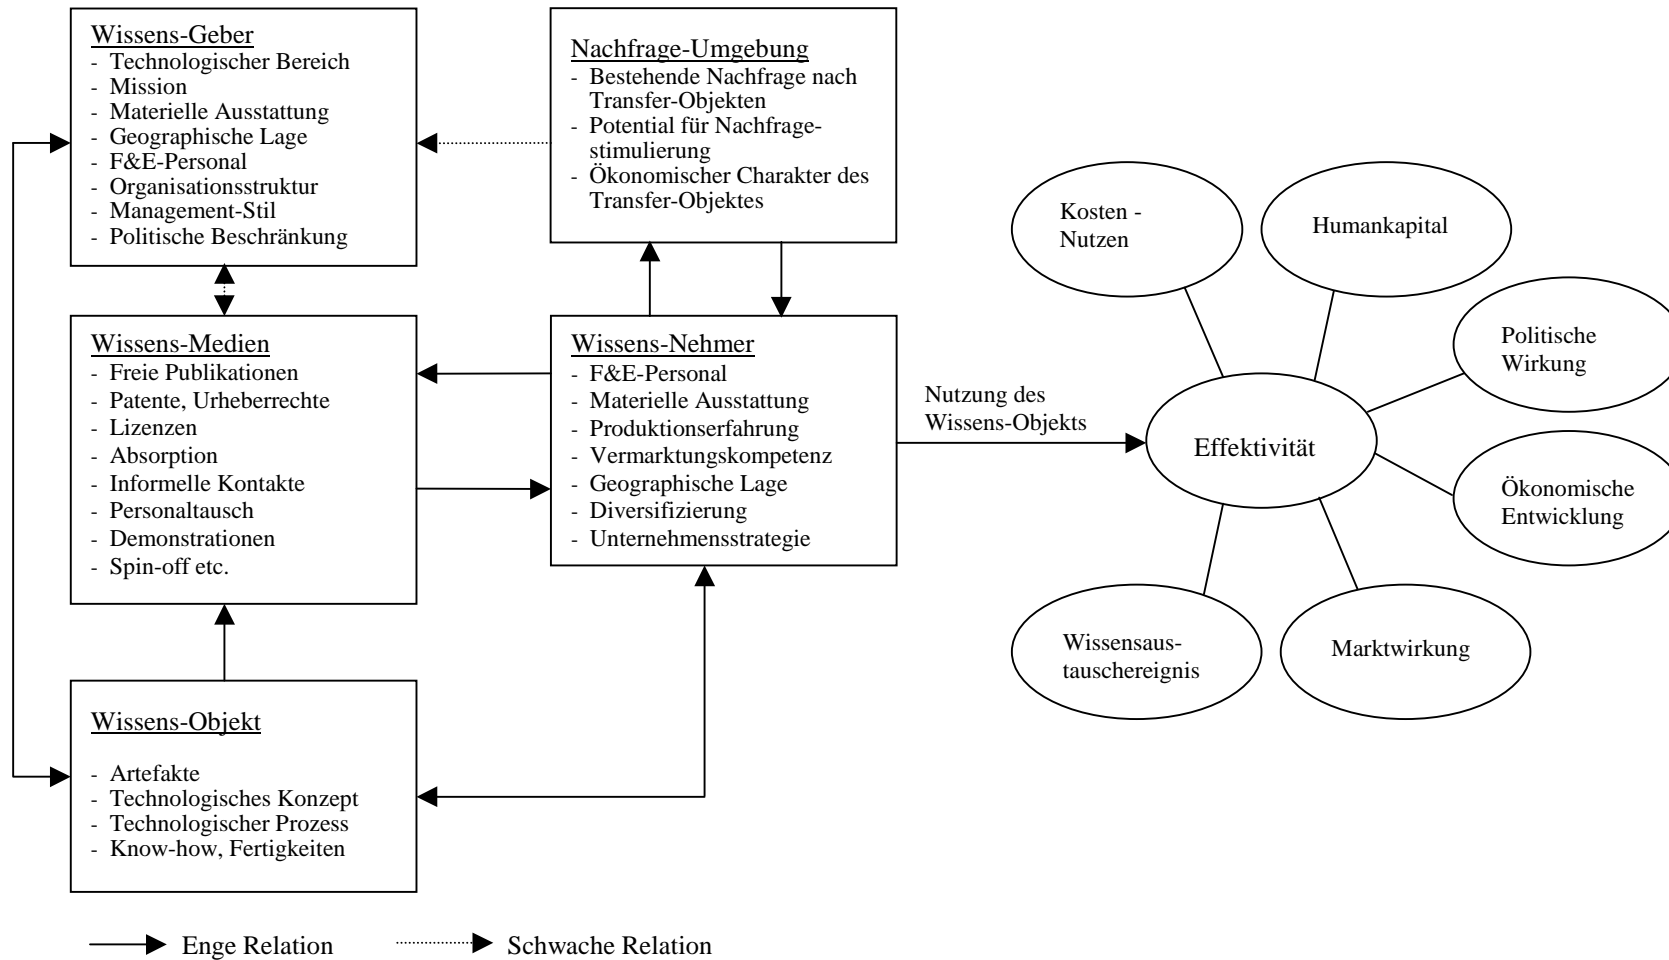 Wissens-Geber
- Technologischer Bereich
- Mission
- Materielle Ausstattung
- Geographische Lage
- F&E-Personal
- Organisationsstruktur
- Management-Stil
- Politische Beschränkung
Nachfrage-Umgebung
- Bestehende Nachfrage nach
Transfer-Objekten
- Potential für Nachfrage-
stimulierung
- Ökonomischer Charakter des
Transfer-Objektes
Wissens-Medien
- Freie Publikationen
- Patente, Urheberrechte
- Lizenzen
- Absorption
- Informelle Kontakte
- Personaltausch
- Demonstrationen
- Spin-off etc.
Wissens-Nehmer
- F&E-Personal
- Materielle Ausstattung
- Produktionserfahrung
- Vermarktungskompetenz
- Geographische Lage
- Diversifizierung
- Unternehmensstrategie
Wissens-Objekt
- Artefakte
- Technologisches Konzept
- Technologischer Prozess
- Know-how, Fertigkeiten
Nutzung des
Wissens-Objekts
Effektivität
Kosten -
Nutzen
Humankapital
Politische
Wirkung
Ökonomische
Entwicklung
Marktwirkung
Wissensaus-
tauschereignis
Enge Relation
Schwache Relation